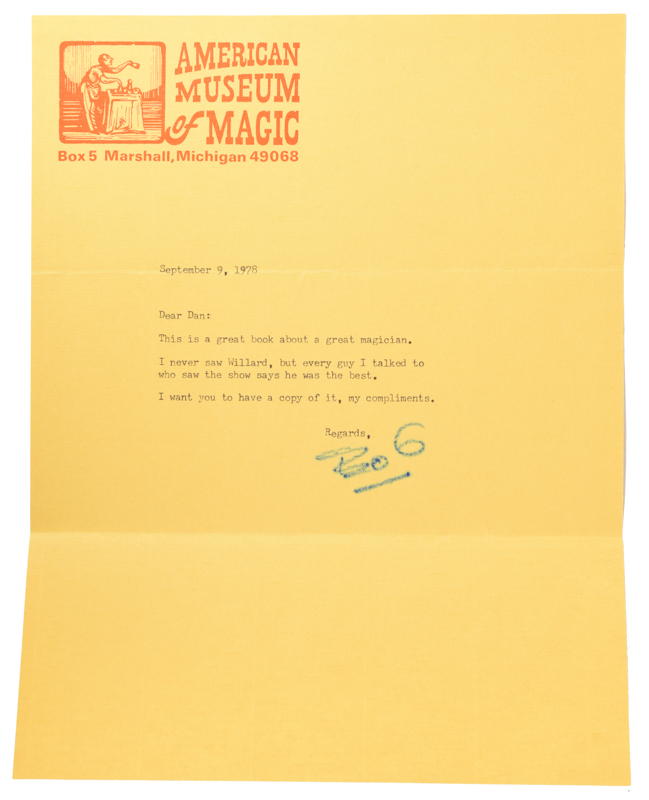 AMERICAN
MUSEUM
of MAGIC
Box 5 Marshall, Michigan 49068
September 9, 1978
Dear Dan:
This is a great book about a great magician.
I never saw Willard, but every guy I talked to
who saw the show says he was the best.
I want you to have a copy of it, my compliments.
Regards,